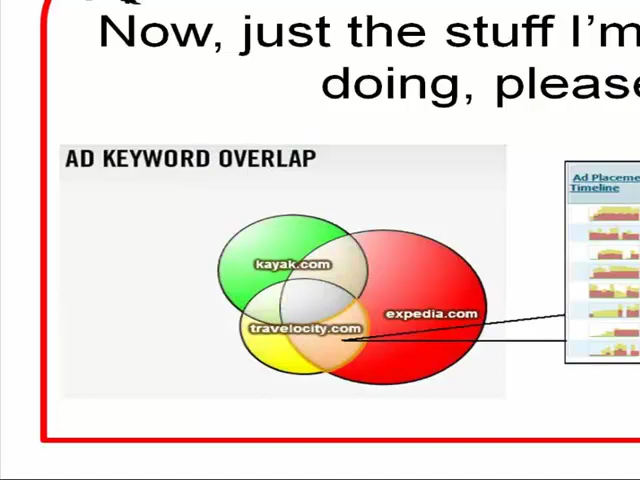 Now, just the stuff I'm
doing, please
AD KEYWORD OVERLAP
Ad Placeme
Timeline
kayak.com
expedia.com
travelocity.com